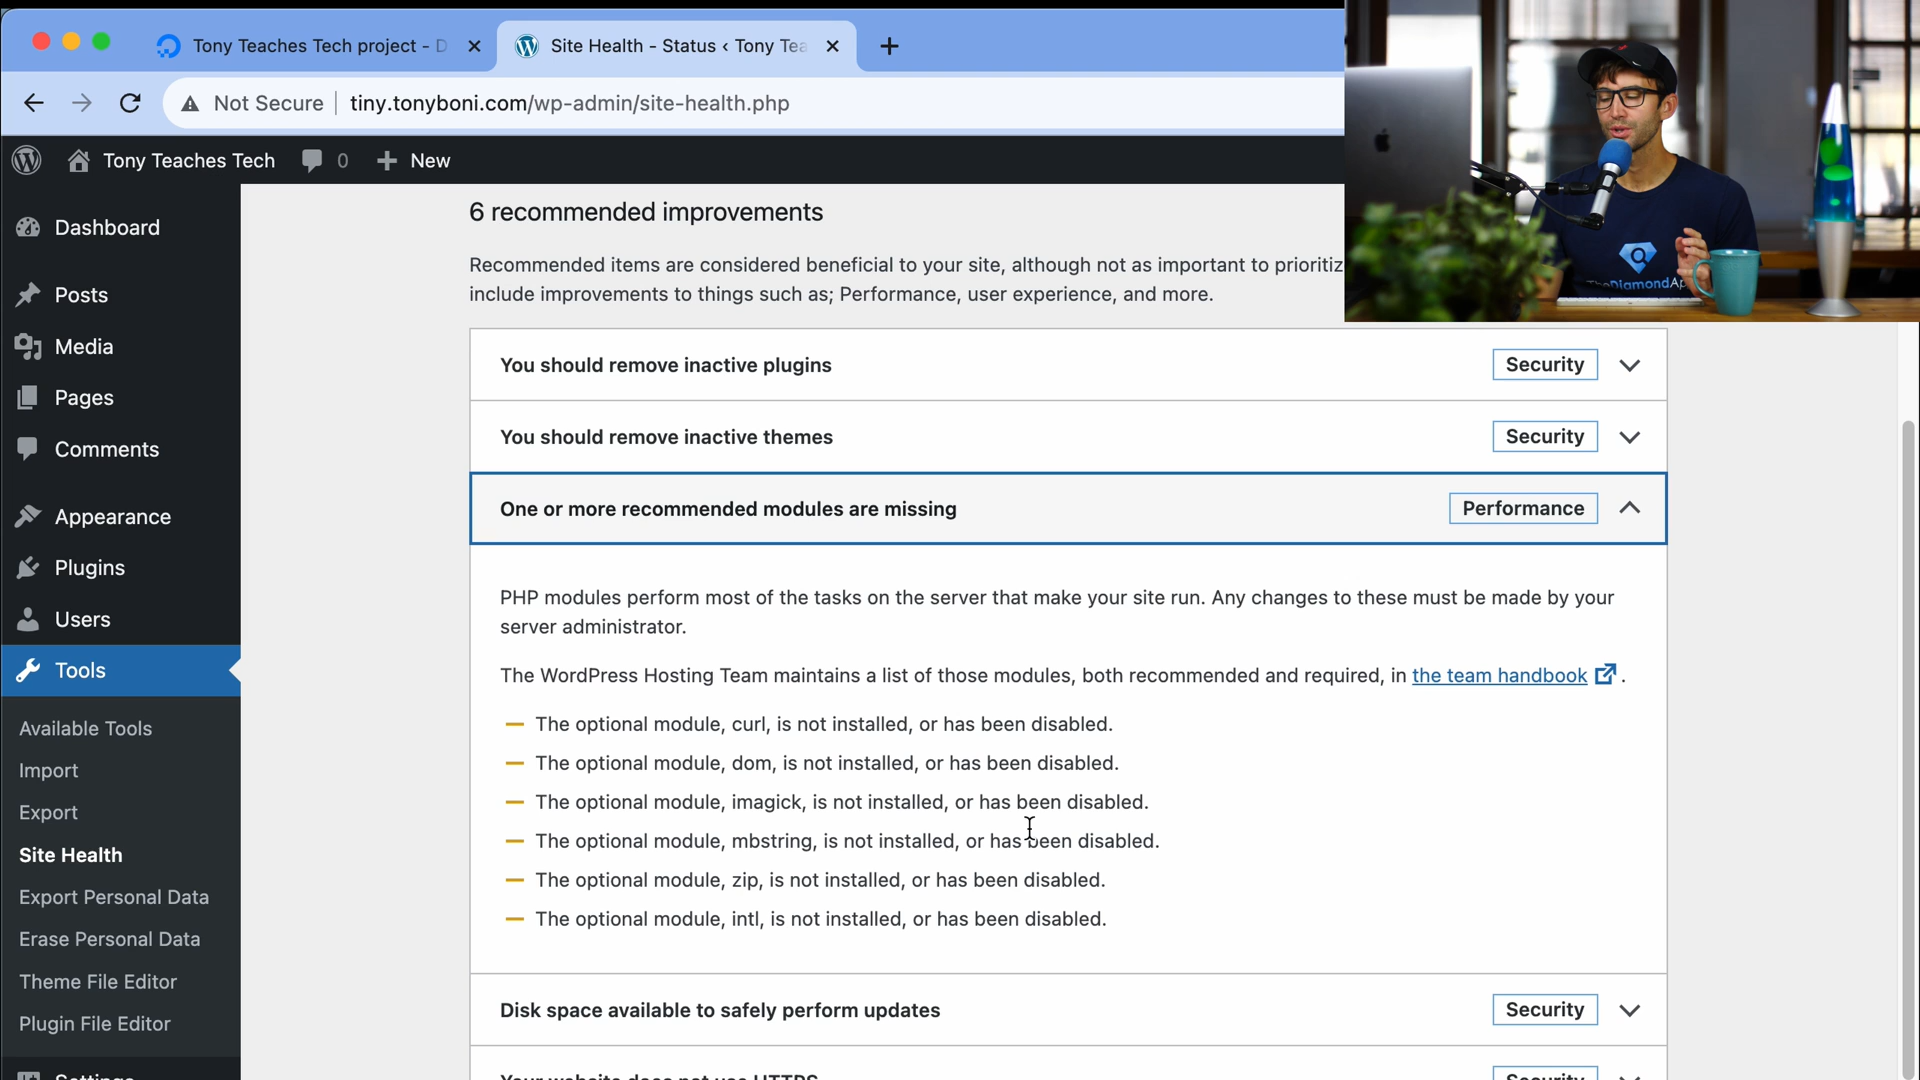 Tony Teaches Tech project - D
Site Health - Status ‹ Tony Tea
Not Secure
tiny.tonyboni.com/wp-admin/site-health.php
Tony Teaches Tech
0
New
Dashboard
Posts
Media
Pages
Comments
Appearance
Plugins
Users
Tools
Available Tools
Import
Export
Site Health
Export Personal Data
Erase Personal Data
Theme File Editor
Plugin File Editor
Settings
6 recommended improvements
Recommended items are considered beneficial to your site, although not as important to prioritiz
include improvements to things such as; Performance, user experience, and more.
You should remove inactive plugins
Security
You should remove inactive themes
Security
One or more recommended modules are missing
Performance
PHP modules perform most of the tasks on the server that make your site run. Any changes to these must be made by your
server administrator.
The WordPress Hosting Team maintains a list of those modules, both recommended and required, in the team handbook .
The optional module, curl, is not installed, or has been disabled.
The optional module, dom, is not installed, or has been disabled.
The optional module, imagick, is not installed, or has been disabled.
The optional module, mbstring, is not installed, or has been disabled.
The optional module, zip, is not installed, or has been disabled.
The optional module, intl, is not installed, or has been disabled.
Disk space available to safely perform updates
Security
Your website does not use HTTPS
Security
TheDiamondAp